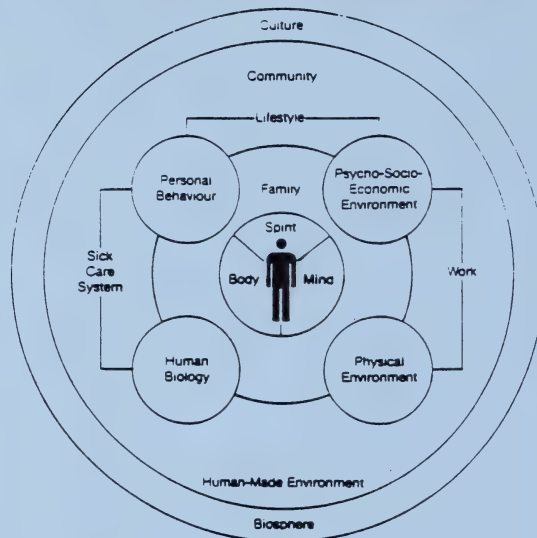 Culture
Community
Lifestyle
Personal
Behaviour
Family
Psycho-Socio-
Economic
Environment
Spirit
Body
Mind
Sick
Care
System
Work
Human
Biology
Physical
Environment
Human-Made Environment
Biosphere